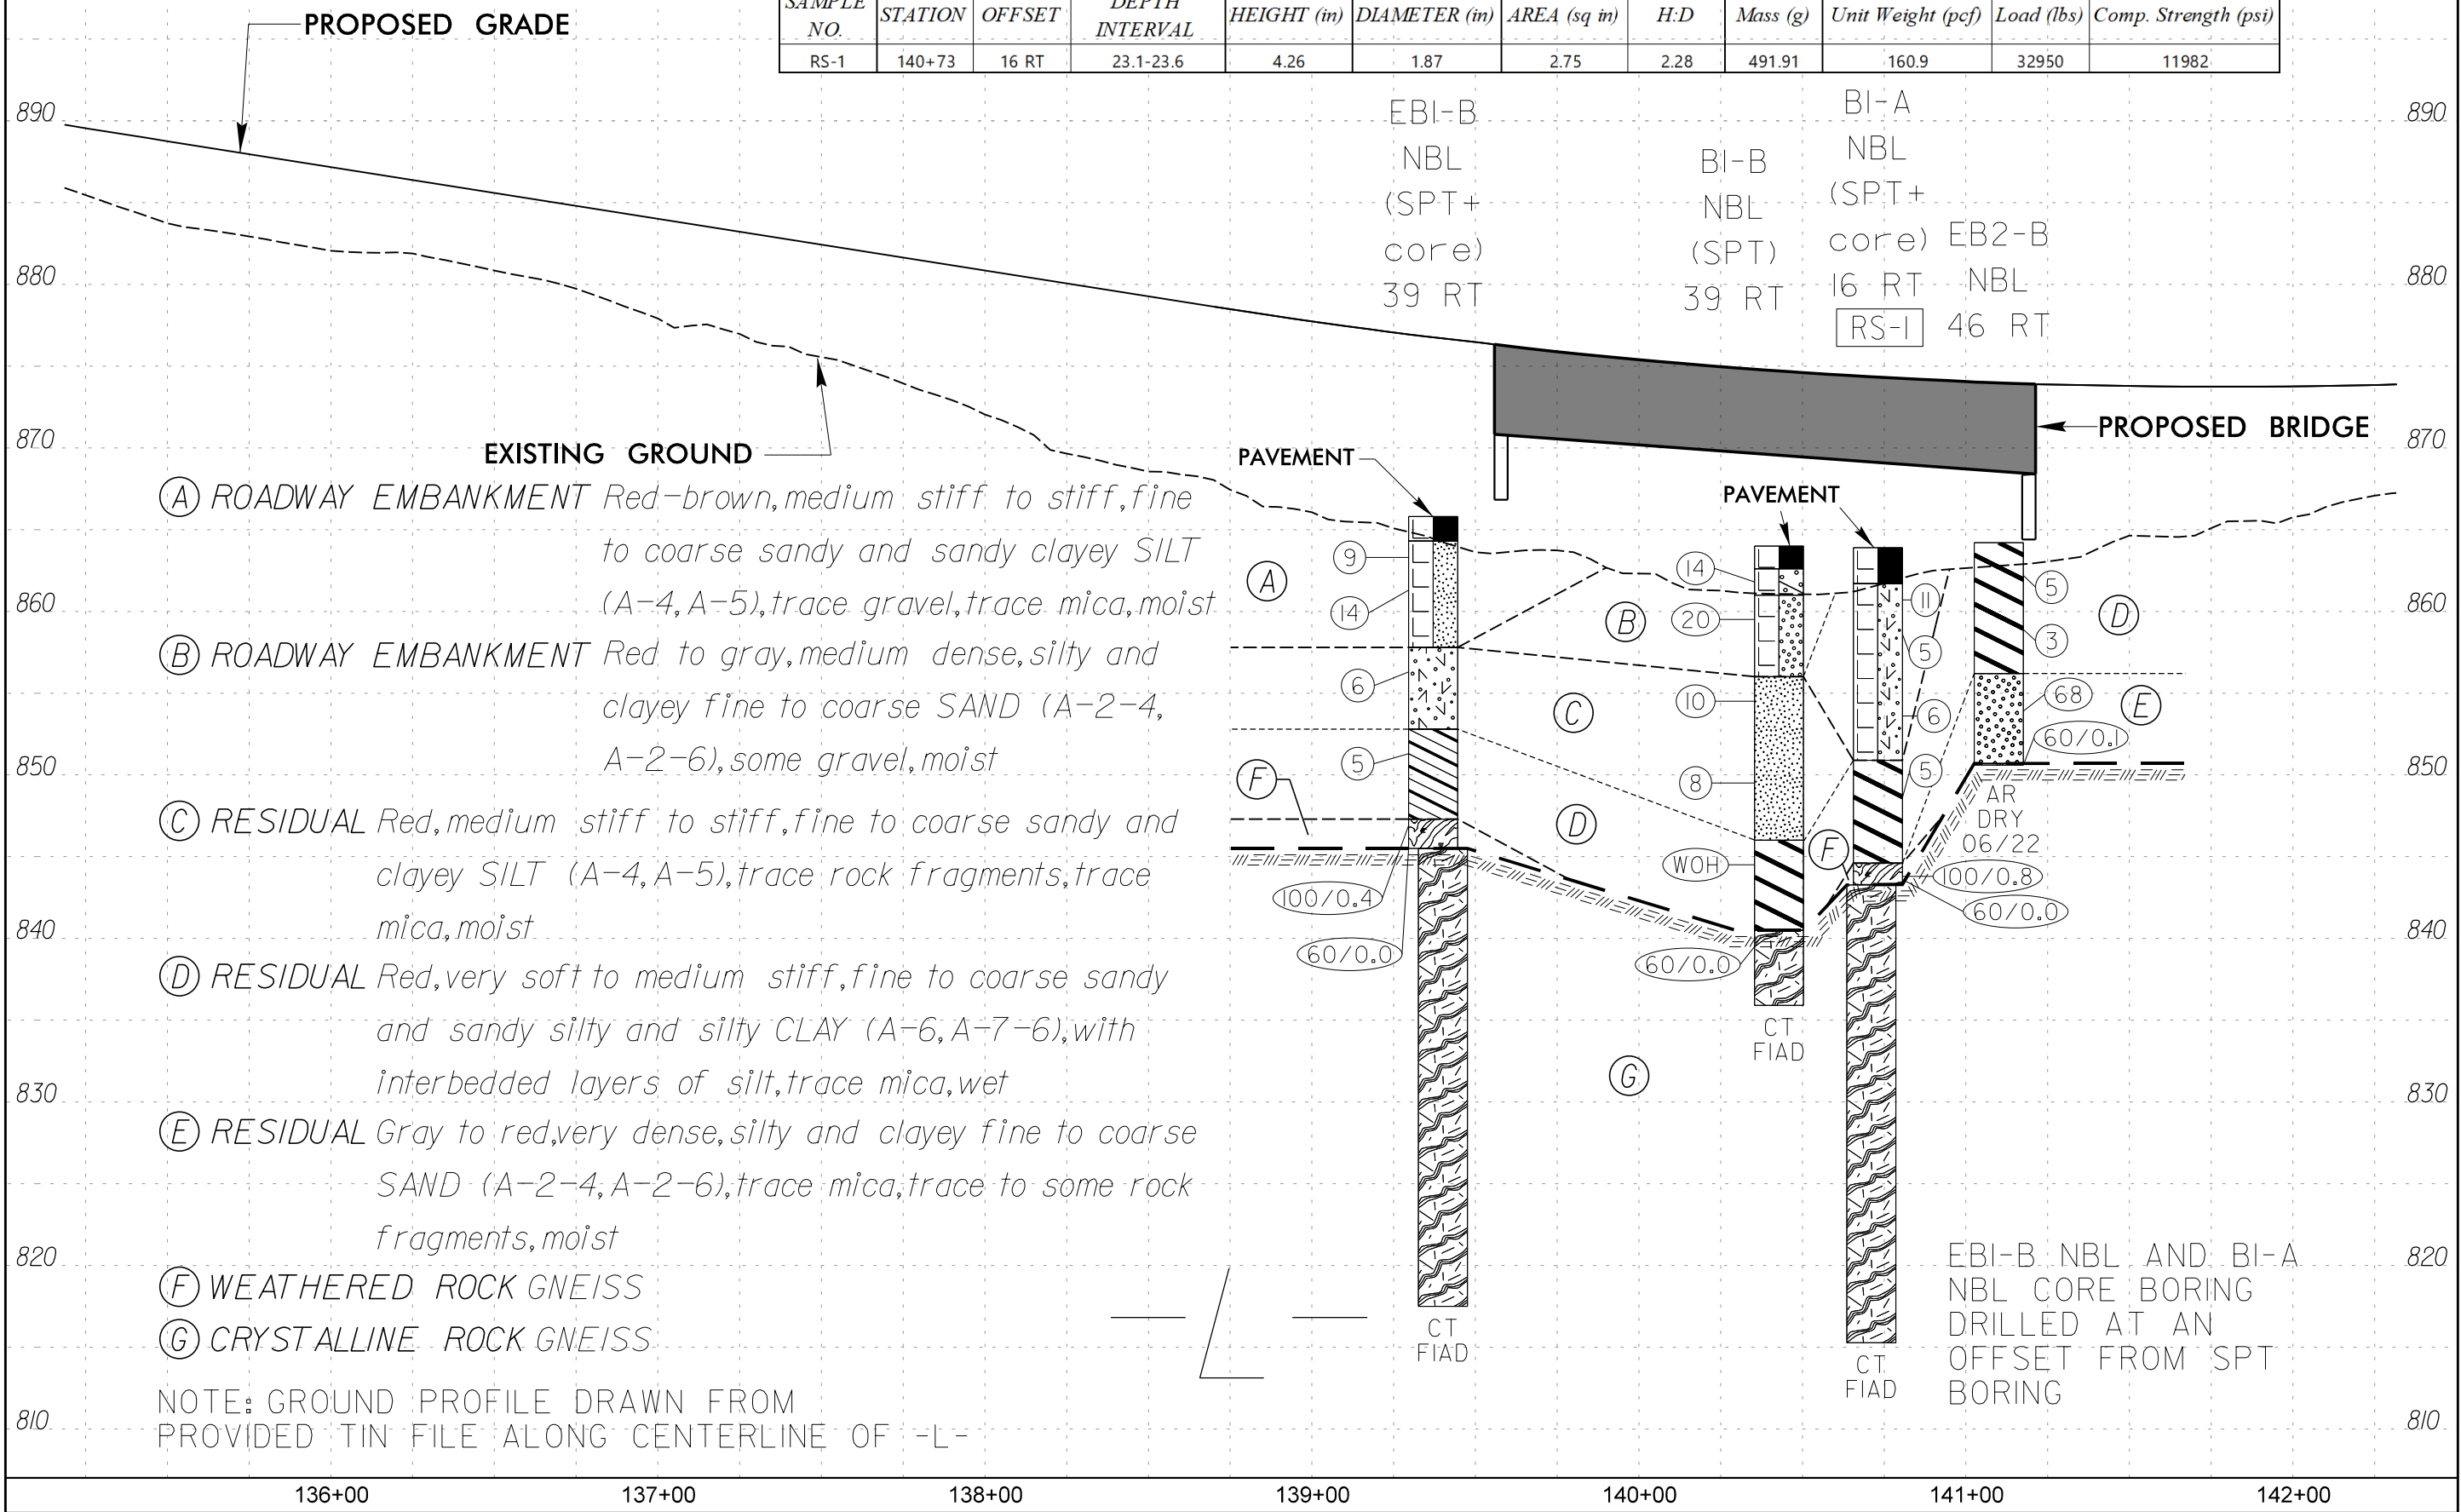 SAMPLE NO. STATION OFFSET DEPTH INTERVAL HEIGHT (in) DIAMETER (in) AREA (sq in) H:D Mass (g) Unit Weight (pcf) Load (lbs) Comp. Strength (psi)
RS-1 140+73 16 RT 23.1-23.6 4.26 1.87 2.75 2.28 491.91 160.9 32950 11982
PROPOSED GRADE
EB1-B
NBL
(SPT+
core)
39 RT
B1-B
NBL
(SPT)
39 RT
B1-A
NBL
(SPT+
core)
16 RT
RS-1
EB2-B
NBL
46 RT
890 890
880 880
870 870
860 860
850 850
840 840
830 830
820 820
810 810
EXISTING GROUND
PROPOSED BRIDGE
PAVEMENT
PAVEMENT
A ROADWAY EMBANKMENT Red-brown, medium stiff to stiff, fine
to coarse sandy and sandy clayey SILT
(A-4, A-5), trace gravel, trace mica, moist
B ROADWAY EMBANKMENT Red to gray, medium dense, silty and
clayey fine to coarse SAND (A-2-4,
A-2-6), some gravel, moist
C RESIDUAL Red, medium stiff to stiff, fine to coarse sandy and
clayey SILT (A-4, A-5), trace rock fragments, trace
mica, moist
D RESIDUAL Red, very soft to medium stiff, fine to coarse sandy
and sandy silty and silty CLAY (A-6, A-7-6), with
interbedded layers of silt, trace mica, wet
E RESIDUAL Gray to red, very dense, silty and clayey fine to coarse
SAND (A-2-4, A-2-6), trace mica, trace to some rock
fragments, moist
F WEATHERED ROCK GNEISS
G CRYSTALLINE ROCK GNEISS
NOTE: GROUND PROFILE DRAWN FROM
PROVIDED TIN FILE ALONG CENTERLINE OF -L-
A
F
9
14
6
5
100/0.4
60/0.0
CT
FIAD
B
C
D
G
14
20
10
8
WOH
60/0.0
CT
FIAD
F
11
5
6
5
100/0.8
60/0.0
CT
FIAD
5
3
68
60/0.1
D
E
AR
DRY
06/22
EB1-B NBL AND B1-A
NBL CORE BORING
DRILLED AT AN
OFFSET FROM SPT
BORING
136+00 137+00 138+00 139+00 140+00 141+00 142+00